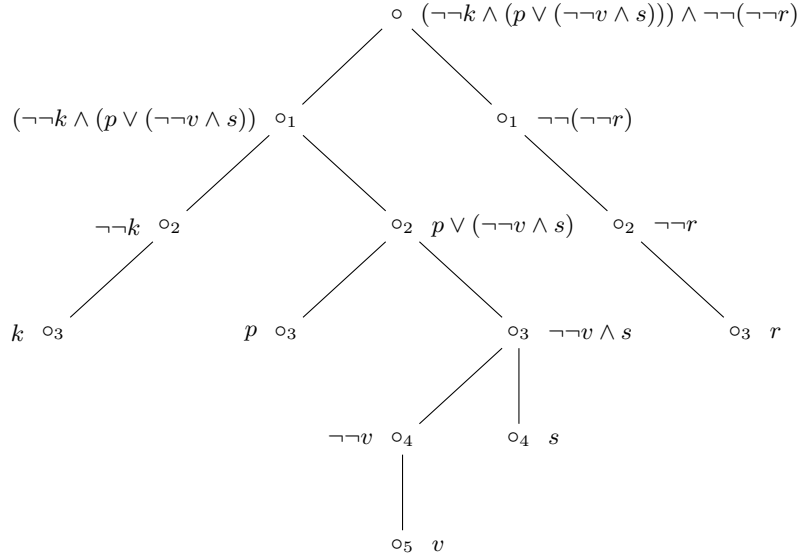 ∘ (¬¬k ∧ (p ∨ (¬¬v ∧ s))) ∧ ¬¬(¬¬r)
(¬¬k ∧ (p ∨ (¬¬v ∧ s)) ∘₁ ∘₁ ¬¬(¬¬r)
¬¬k ∘₂ ∘₂ p ∨ (¬¬v ∧ s) ∘₂ ¬¬r
k ∘₃ p ∘₃ ∘₃ ¬¬v ∧ s ∘₃ r
¬¬v ∘₄ ∘₄ s
∘₅ v